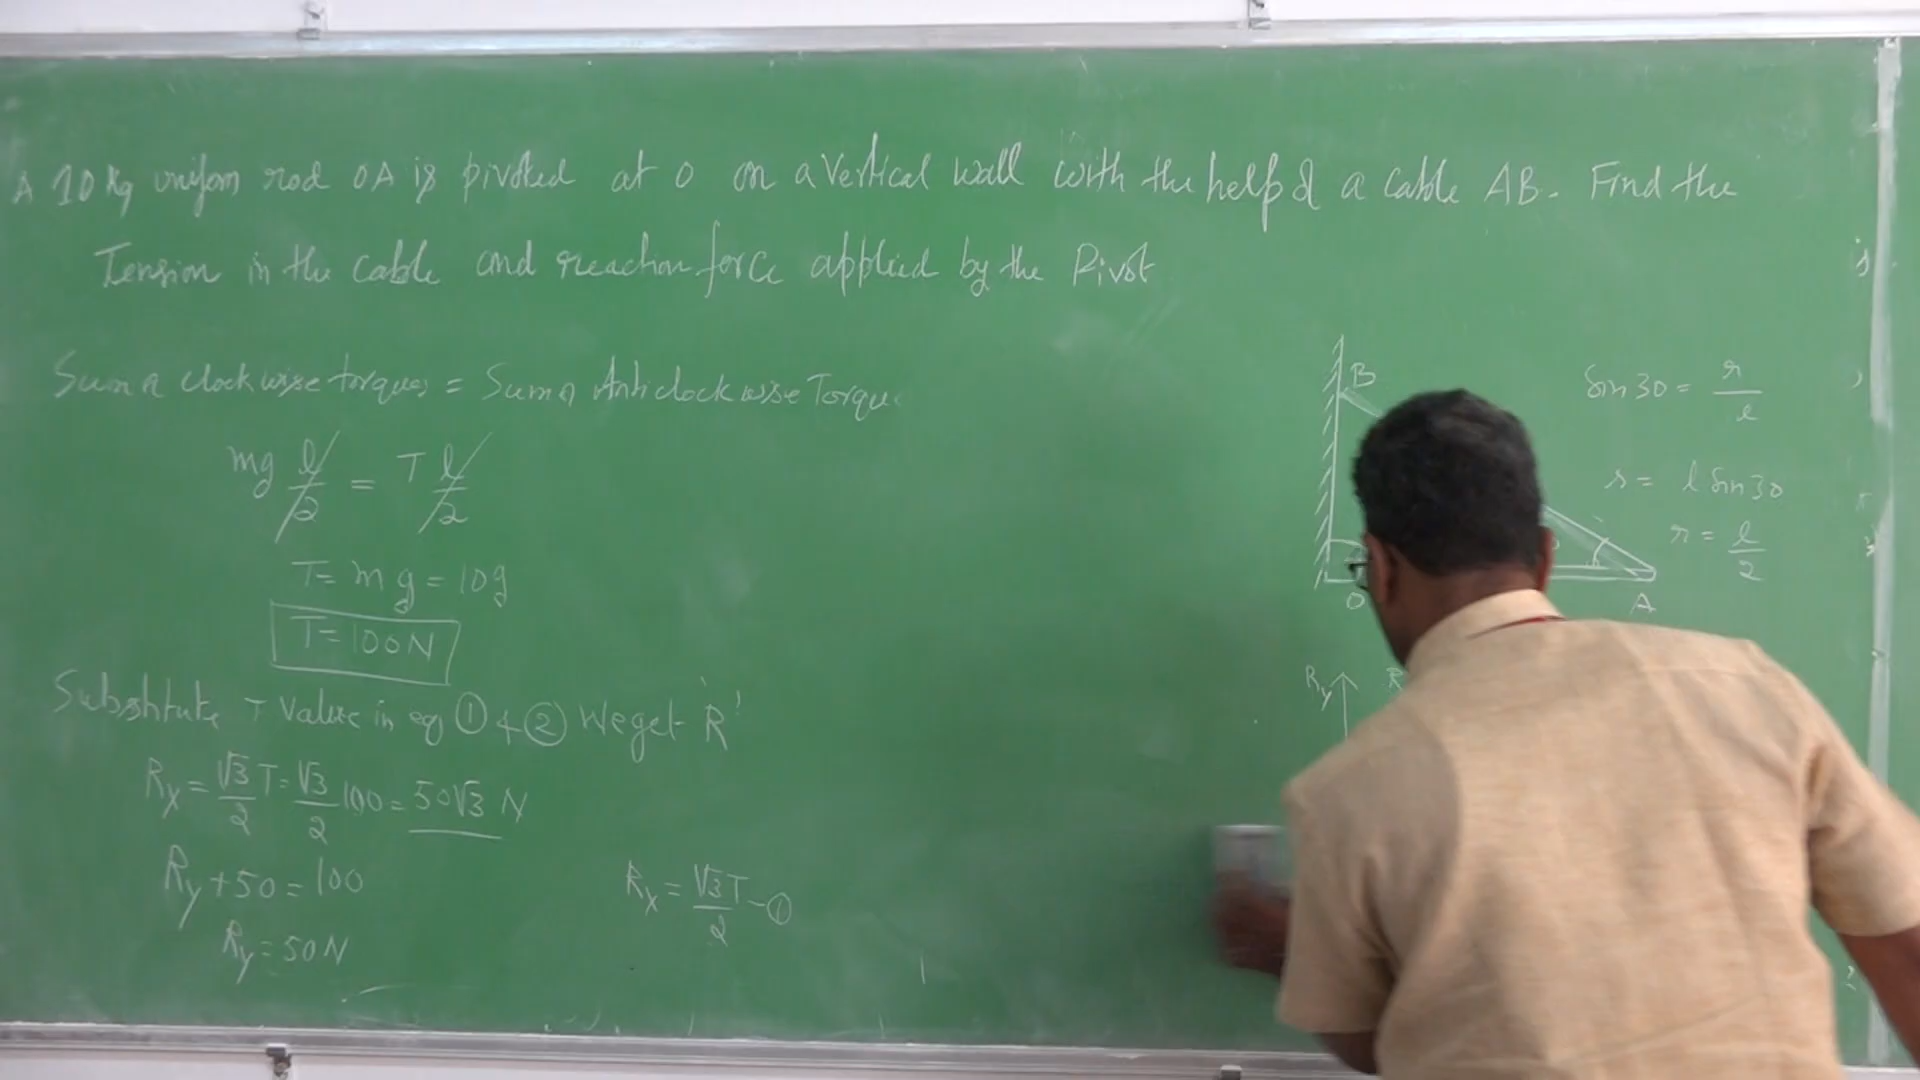 A 10 Kg uniform rod OA is pivoted at O on a vertical wall with the help of a cable AB. Find the
Tension in the cable and reaction force applied by the Pivot
Sum of clockwise torques = Sum of Anticlockwise Torque
mg l/2 = T l/2
T = mg = 10g
T = 100N
Substitute T value in eq ① & ② We get 'R'
Rx = √3/2 T = √3/2 100 = 50√3 N
Ry + 50 = 100
Ry = 50N
Rx = √3T/2 - ①
B
O
A
Ry
R
Sin 30 = r/l
r = l Sin 30
r = l/2